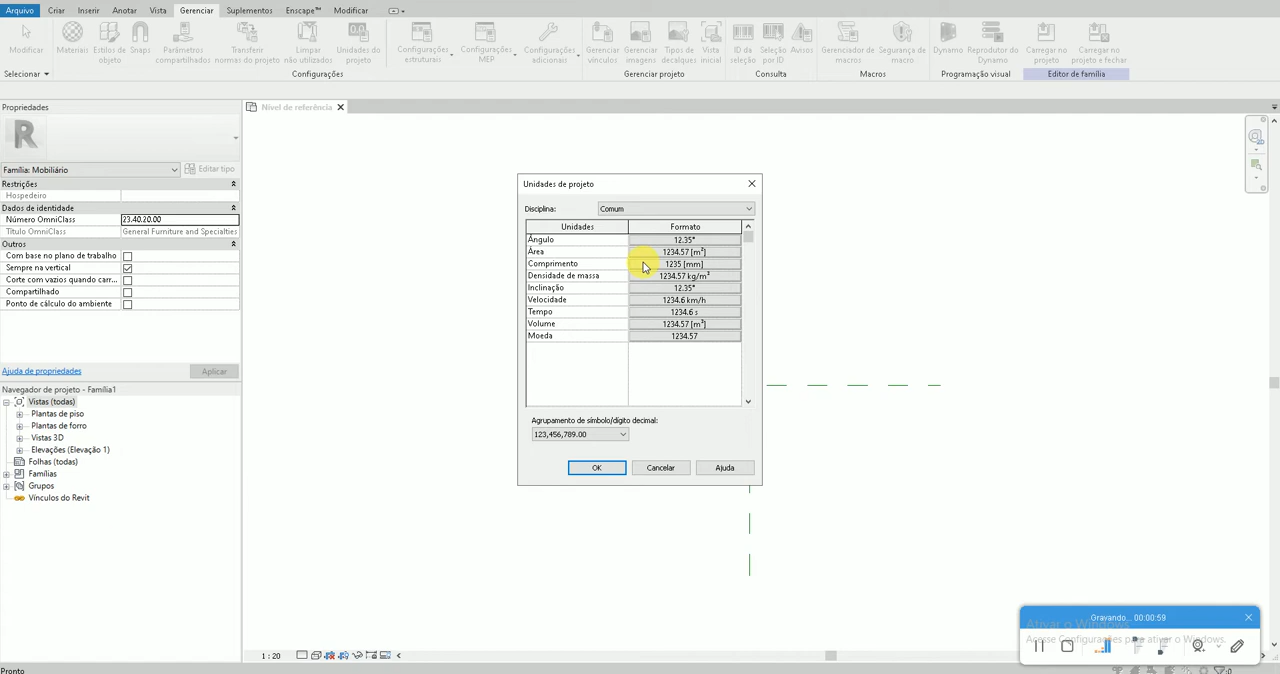 Arquivo Criar Inserir Anotar Vista Gerenciar Suplementos Enscape™ Modificar
Modificar
Materiais
Estilos de objeto
Snaps
Parâmetros compartilhados
Transferir normas do projeto
Limpar não utilizados
Unidades do projeto
Configurações estruturais
Configurações MEP
Configurações adicionais
Gerenciar vínculos
Gerenciar imagens
Tipos de decalques
Vista inicial
ID da seleção
Seleção por ID
Avisos
Gerenciador de macros
Segurança de macro
Dynamo
Reprodutor do Dynamo
Carregar no projeto
Carregar no projeto e fechar
Selecionar Configurações Gerenciar projeto Consulta Macros Programação visual Editor de família
Propriedades
Nível de referência
Família: Mobiliário Editar tipo
Restrições
Hospedeiro
Dados de identidade
Número OmniClass 23.40.20.00
Título OmniClass General Furniture and Specialties
Outros
Com base no plano de trabalho
Sempre na vertical
Corte com vazios quando carr...
Compartilhado
Ponto de cálculo do ambiente
Ajuda de propriedades Aplicar
Navegador de projeto - Família1
Vistas (todas)
Plantas de piso
Plantas de forro
Vistas 3D
Elevações (Elevação 1)
Folhas (todas)
Famílias
Grupos
Vínculos do Revit
Unidades de projeto
Disciplina: Comum
Unidades Formato
Ângulo 12.35°
Área 1234.57 [m²]
Comprimento 1235 [mm]
Densidade de massa 1234.57 kg/m³
Inclinação 12.35°
Velocidade 1234.6 km/h
Tempo 1234.6 s
Volume 1234.57 [m³]
Moeda 1234.57
Agrupamento de símbolo/dígito decimal:
123,456,789.00
OK Cancelar Ajuda
1 : 20
Gravando... 00:00:59
Ativar o Windows
Acesse Configurações para ativar o Windows.
Pronto
:0